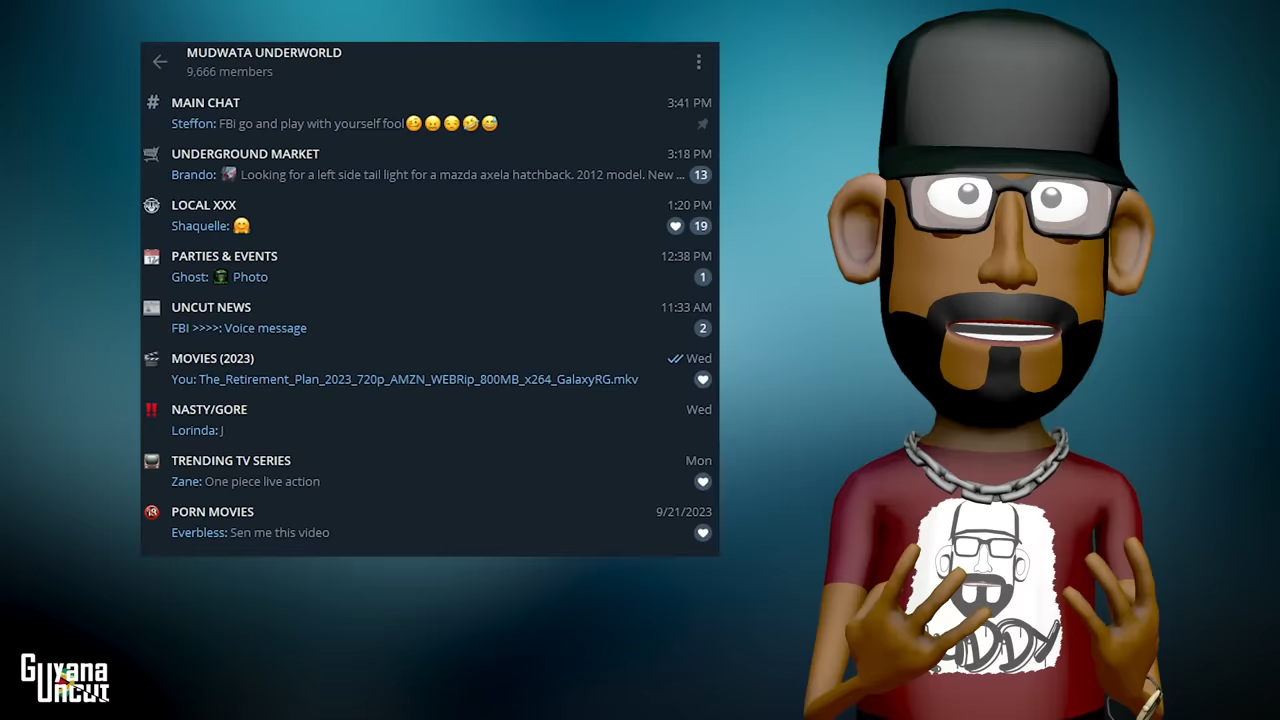 MUDWATA UNDERWORLD
9,666 members
MAIN CHAT 3:41 PM
Steffon: FBi go and play with yourself fool🥴😠😒🤣😅
UNDERGROUND MARKET 3:18 PM
Brando: Looking for a left side tail light for a mazda axela hatchback. 2012 model. New ... 13
LOCAL XXX 1:20 PM
Shaquelle: 🤗 19
PARTIES & EVENTS 12:38 PM
Ghost: Photo 1
UNCUT NEWS 11:33 AM
FBI >>>>: Voice message 2
MOVIES (2023) Wed
You: The_Retirement_Plan_2023_720p_AMZN_WEBRip_800MB_x264_GalaxyRG.mkv
NASTY/GORE Wed
Lorinda: J
TRENDING TV SERIES Mon
Zane: One piece live action
PORN MOVIES 9/21/2023
Everbless: Sen me this video
Guyana
Uncut